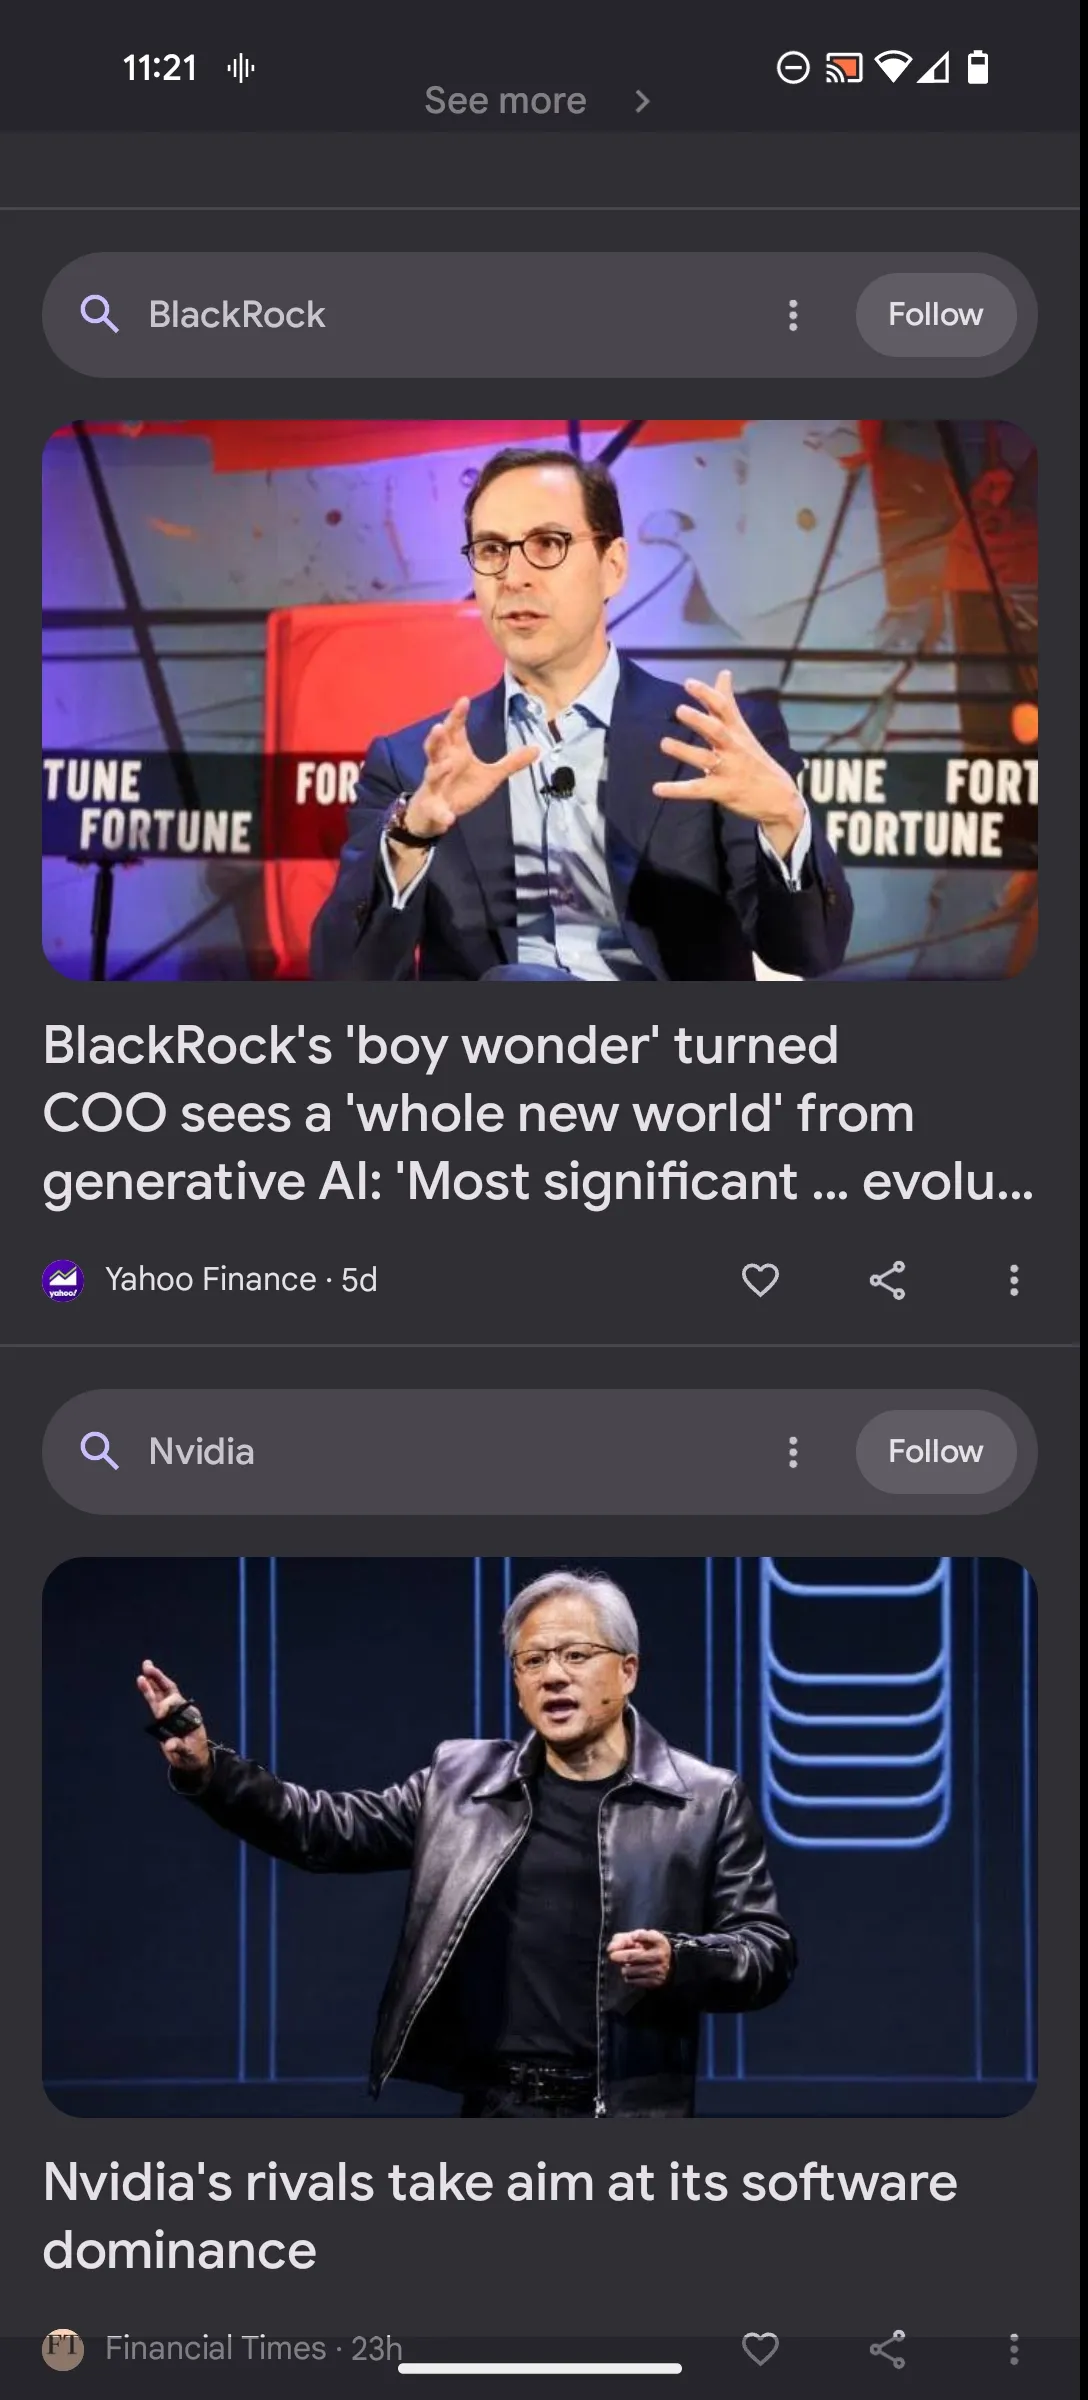 11:21
See more
BlackRock
Follow
TUNE
FORTUNE
FOR
TUNE
FORT
FORTUNE
BlackRock's 'boy wonder' turned
COO sees a 'whole new world' from
generative AI: 'Most significant ... evolu...
yahoo!
Yahoo Finance · 5d
Nvidia
Follow
Nvidia's rivals take aim at its software
dominance
FT
Financial Times · 23h